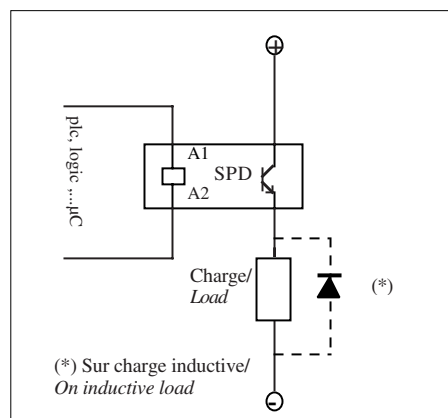 +
plc, logic ,...µC
A1
SPD
A2
Charge/
Load
(*)
(*) Sur charge inductive/
On inductive load
-